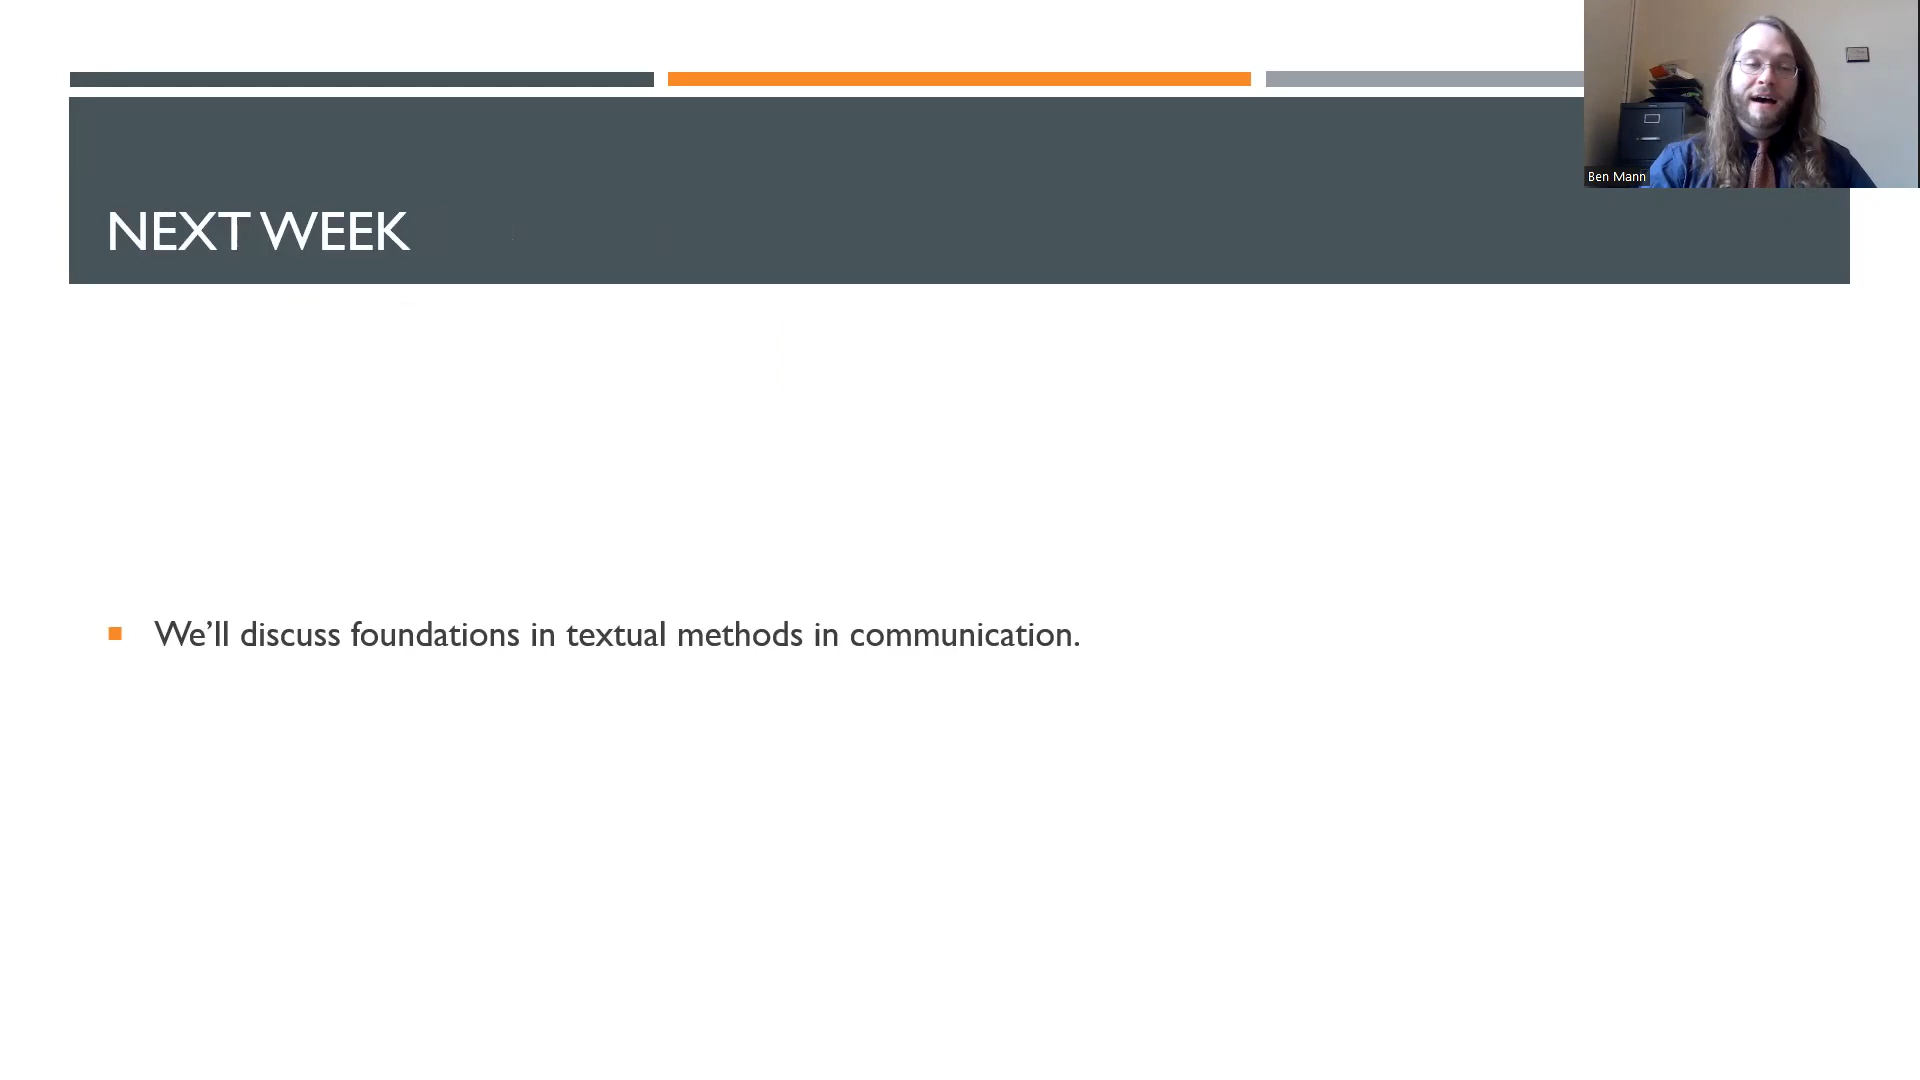 NEXT WEEK
Ben Mann
We’ll discuss foundations in textual methods in communication.